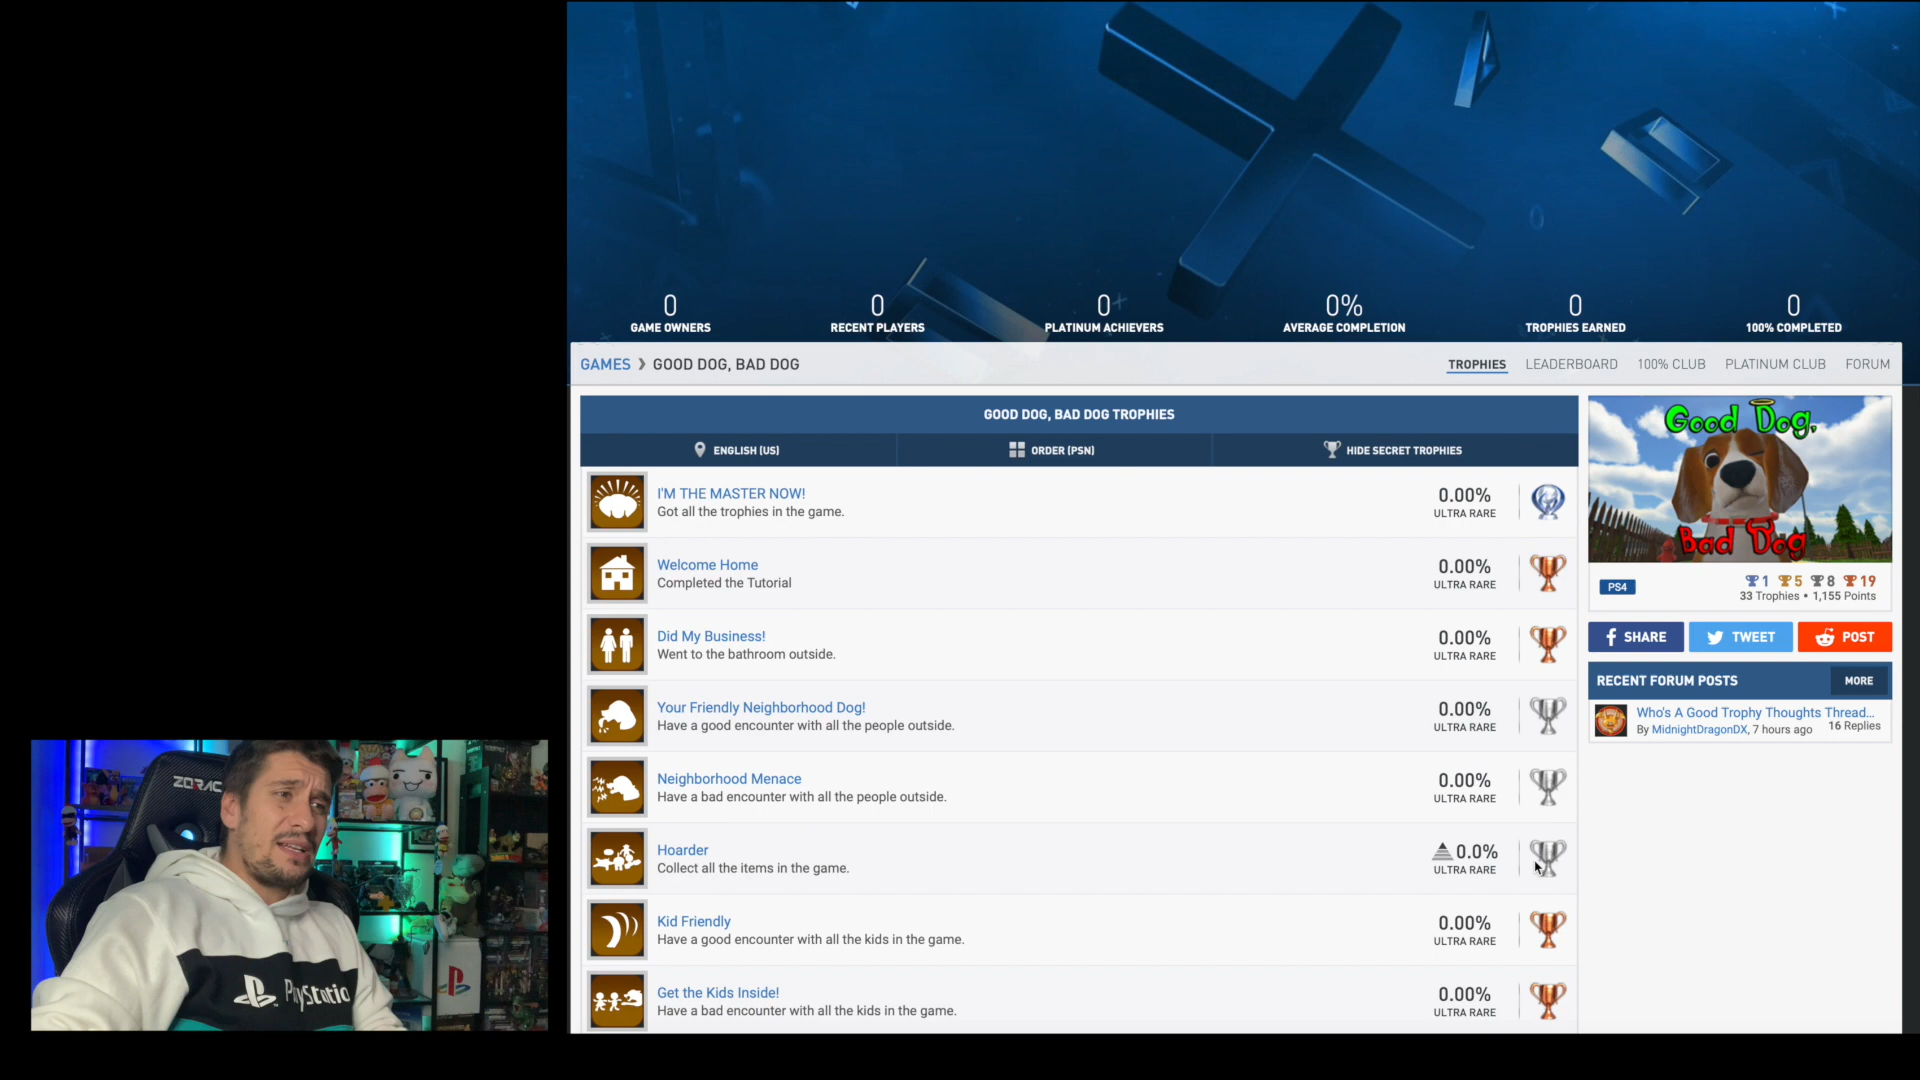 0
GAME OWNERS
0
RECENT PLAYERS
0
PLATINUM ACHIEVERS
0%
AVERAGE COMPLETION
0
TROPHIES EARNED
0
100% COMPLETED
GAMES › GOOD DOG, BAD DOG
TROPHIES LEADERBOARD 100% CLUB PLATINUM CLUB FORUM
GOOD DOG, BAD DOG TROPHIES
ENGLISH (US) ORDER (PSN) HIDE SECRET TROPHIES
I'M THE MASTER NOW!
Got all the trophies in the game.
0.00%
ULTRA RARE
Welcome Home
Completed the Tutorial
0.00%
ULTRA RARE
Did My Business!
Went to the bathroom outside.
0.00%
ULTRA RARE
Your Friendly Neighborhood Dog!
Have a good encounter with all the people outside.
0.00%
ULTRA RARE
Neighborhood Menace
Have a bad encounter with all the people outside.
0.00%
ULTRA RARE
Hoarder
Collect all the items in the game.
0.0%
ULTRA RARE
Kid Friendly
Have a good encounter with all the kids in the game.
0.00%
ULTRA RARE
Get the Kids Inside!
Have a bad encounter with all the kids in the game.
0.00%
ULTRA RARE
Good Dog,
Bad Dog
PS4
1 5 8 19
33 Trophies • 1,155 Points
SHARE TWEET POST
RECENT FORUM POSTS MORE
Who's A Good Trophy Thoughts Thread...
By MidnightDragonDX, 7 hours ago 16 Replies
ZQRAC
PlayStatio